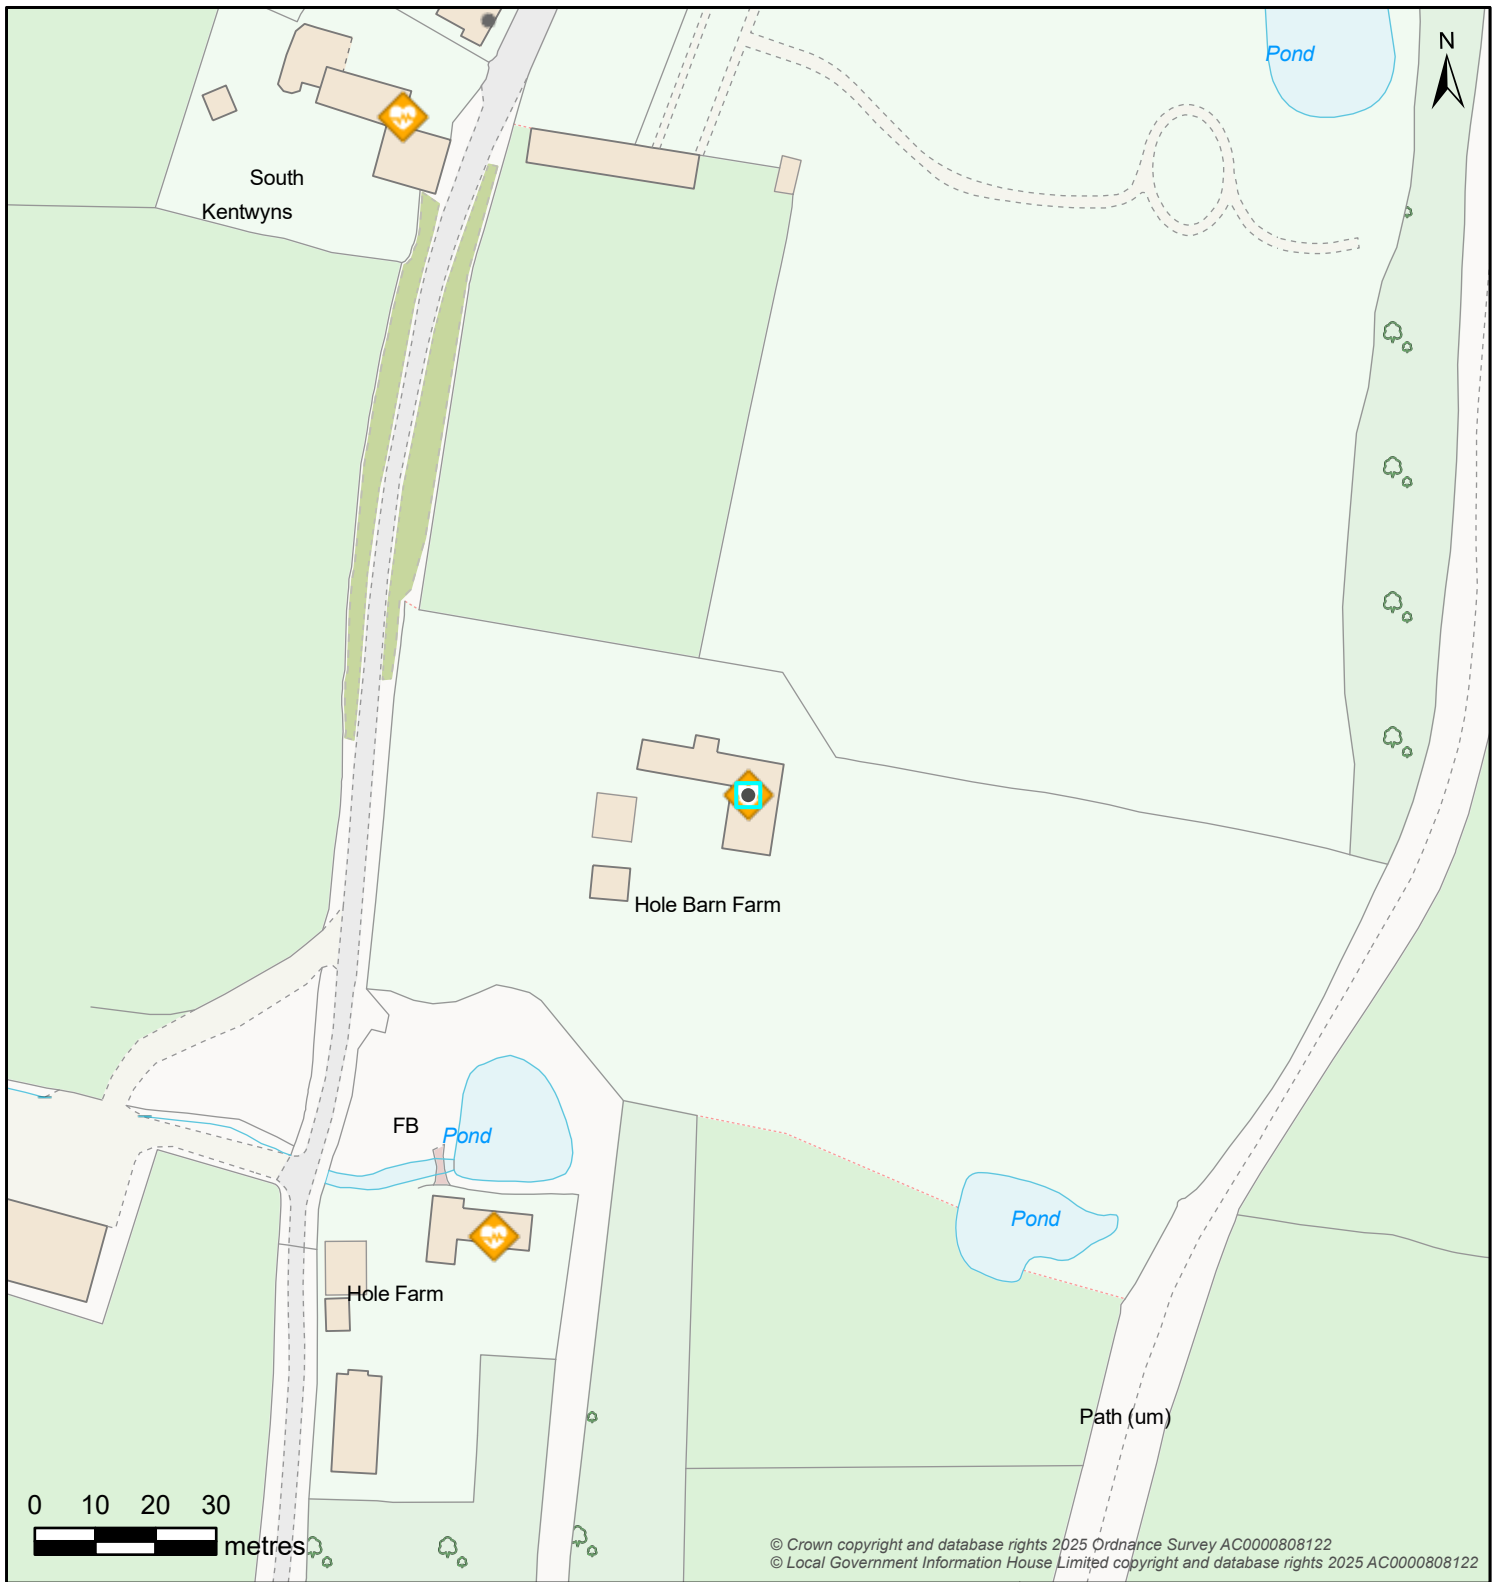 Pond
N
South
Kentwyns
Hole Barn Farm
FB
Pond
Pond
Hole Farm
Path (um)
0 10 20 30
metres
© Crown copyright and database rights 2025 Ordnance Survey AC0000808122
© Local Government Information House Limited copyright and database rights 2025 AC0000808122